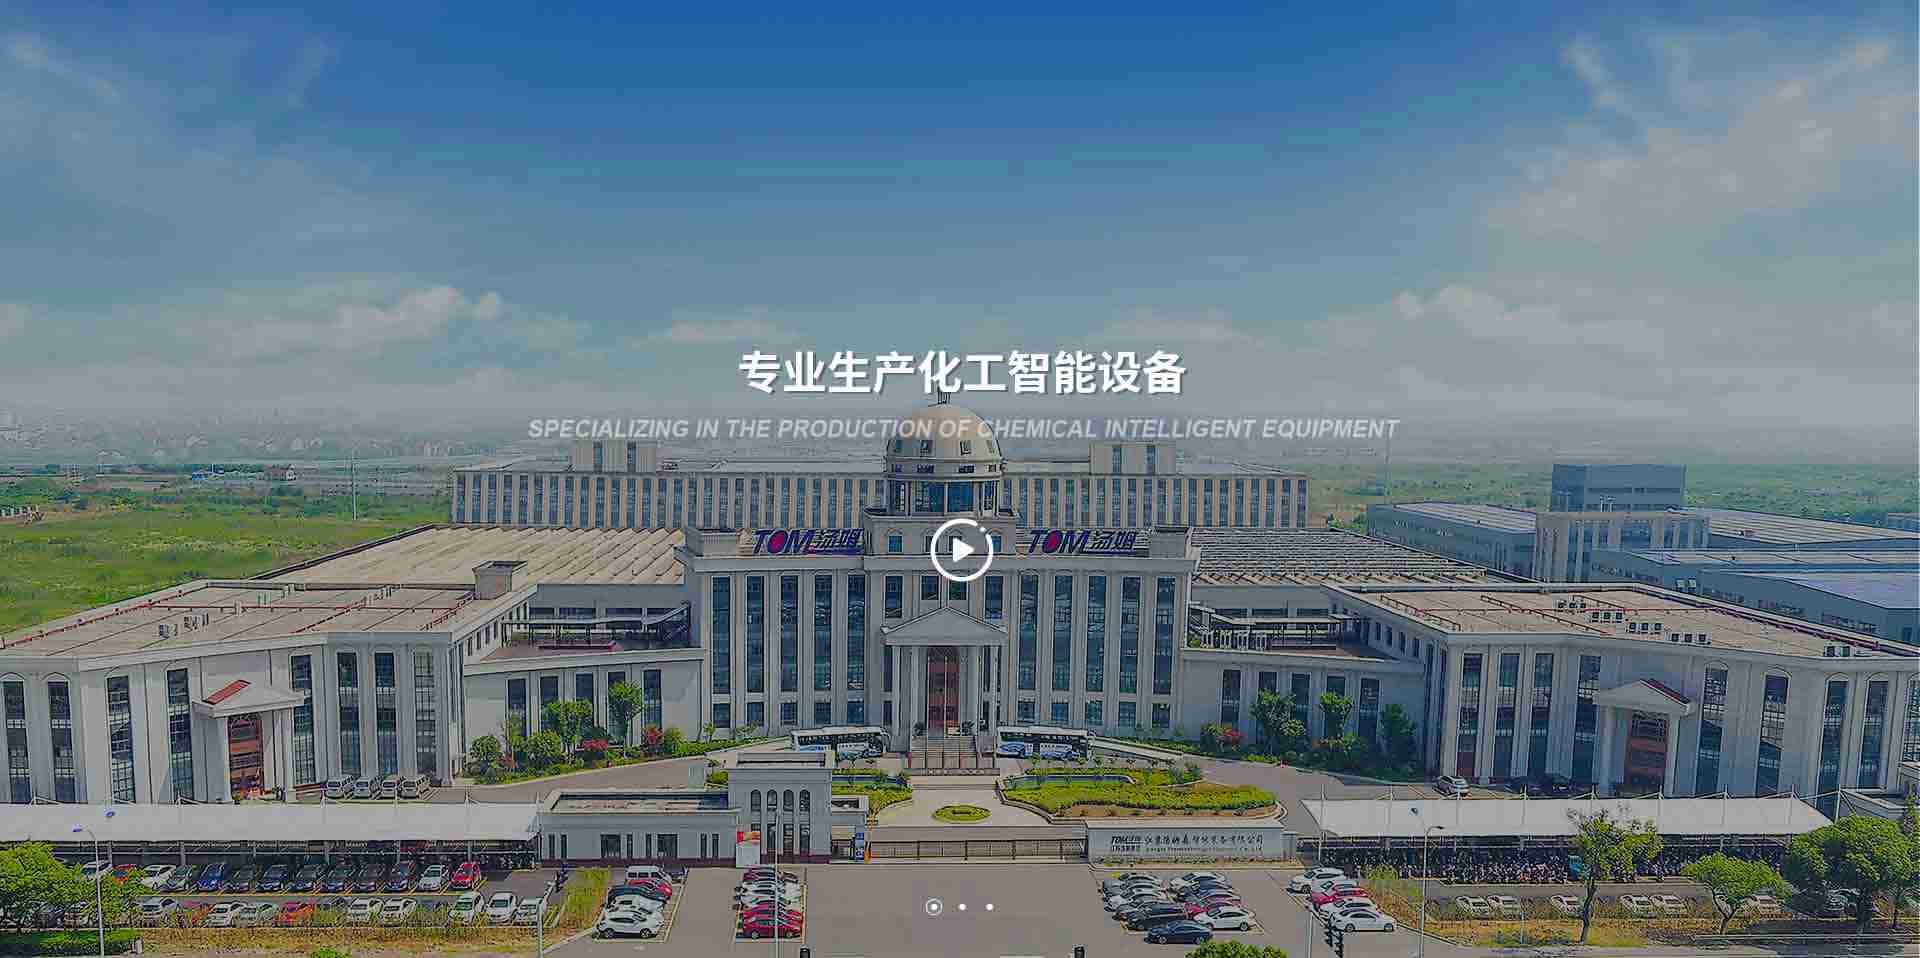 专业生产化工智能设备
SPECIALIZING IN THE PRODUCTION OF CHEMICAL INTELLIGENT EQUIPMENT
TOM汤姆 TOM汤姆